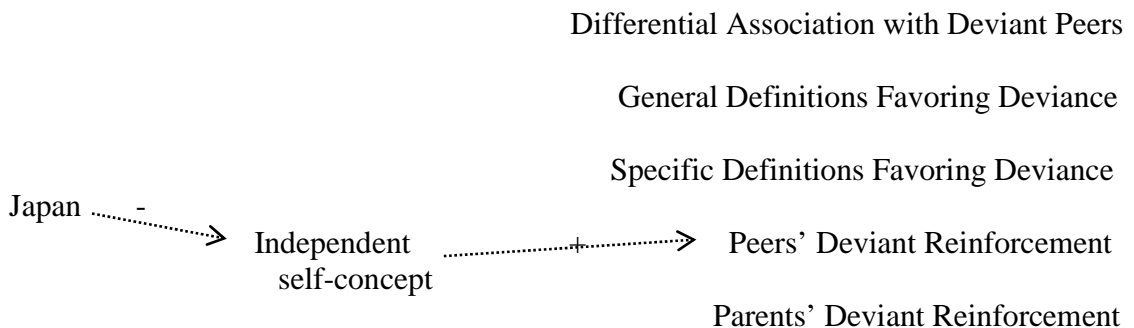 Differential Association with Deviant Peers
General Definitions Favoring Deviance
Specific Definitions Favoring Deviance
Japan -
Independent + Peers’ Deviant Reinforcement
self-concept
Parents’ Deviant Reinforcement